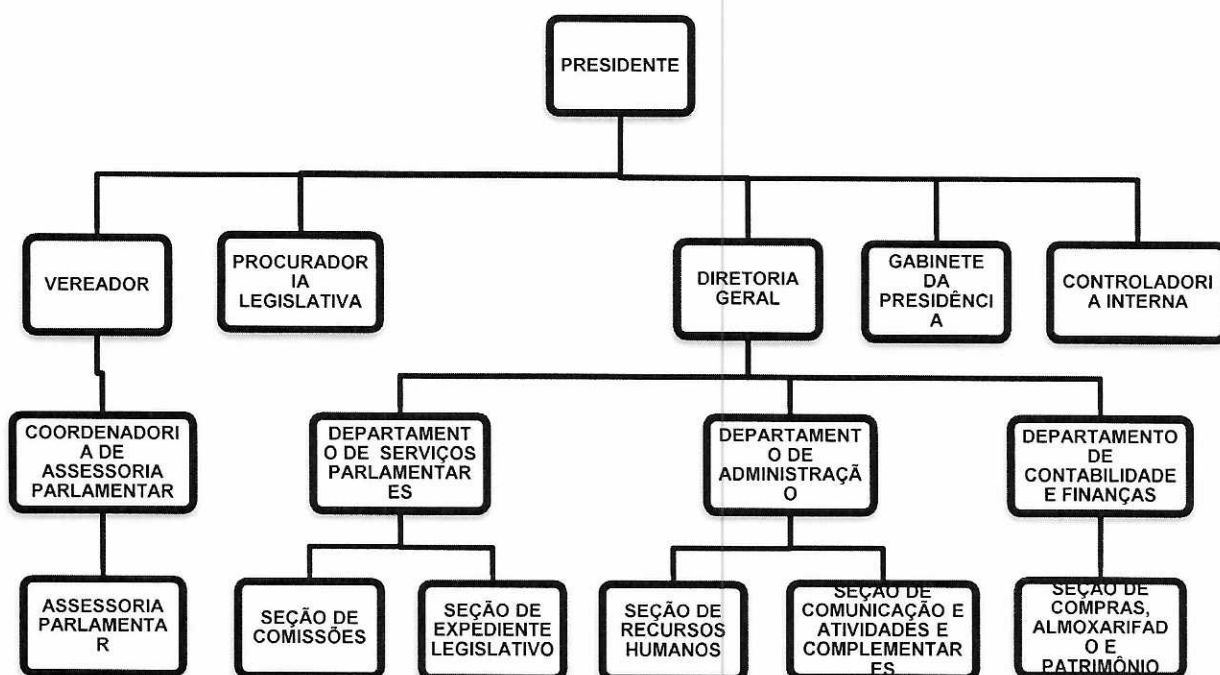 PRESIDENTE
VEREADOR
PROCURADOR
IA
LEGISLATIVA
DIRETORIA
GERAL
GABINETE
DA
PRESIDÊNCI
A
CONTROLADORI
A INTERNA
COORDENADORI
A DE
ASSESSORIA
PARLAMENTAR
DEPARTAMENT
O DE SERVIÇOS
PARLAMENTAR
ES
DEPARTAMENT
O DE
ADMINISTRAÇÃ
O
DEPARTAMENTO
DE
CONTABILIDADE
E FINANÇAS
ASSESSORIA
PARLAMENTA
R
SEÇÃO DE
COMISSÕES
SEÇÃO DE
EXPEDIENTE
LEGISLATIVO
SEÇÃO DE
RECURSOS
HUMANOS
SEÇÃO DE
COMUNICAÇÃO E
ATIVIDADES E
COMPLEMENTAR
ES
SEÇÃO DE
COMPRAS,
ALMOXARIFAD
O E
PATRIMÔNIO